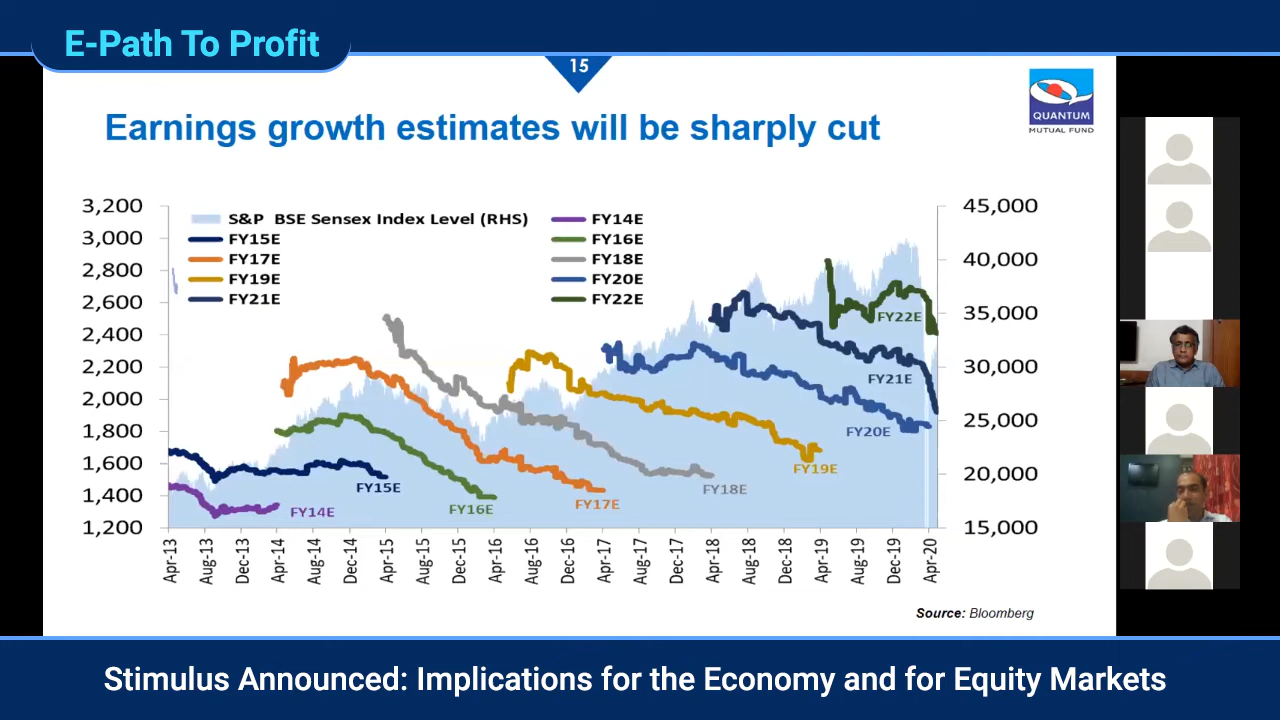 E-Path To Profit
15
QUANTUM
MUTUAL FUND
Earnings growth estimates will be sharply cut
3,200
3,000
2,800
2,600
2,400
2,200
2,000
1,800
1,600
1,400
1,200
S&P BSE Sensex Index Level (RHS)
FY14E
FY15E
FY16E
FY17E
FY18E
FY19E
FY20E
FY21E
FY22E
45,000
40,000
35,000
30,000
25,000
20,000
15,000
FY14E
FY15E
FY16E
FY17E
FY18E
FY19E
FY20E
FY21E
FY22E
Apr-13
Aug-13
Dec-13
Apr-14
Aug-14
Dec-14
Apr-15
Aug-15
Dec-15
Apr-16
Aug-16
Dec-16
Apr-17
Aug-17
Dec-17
Apr-18
Aug-18
Dec-18
Apr-19
Aug-19
Dec-19
Apr-20
Source: Bloomberg
Stimulus Announced: Implications for the Economy and for Equity Markets